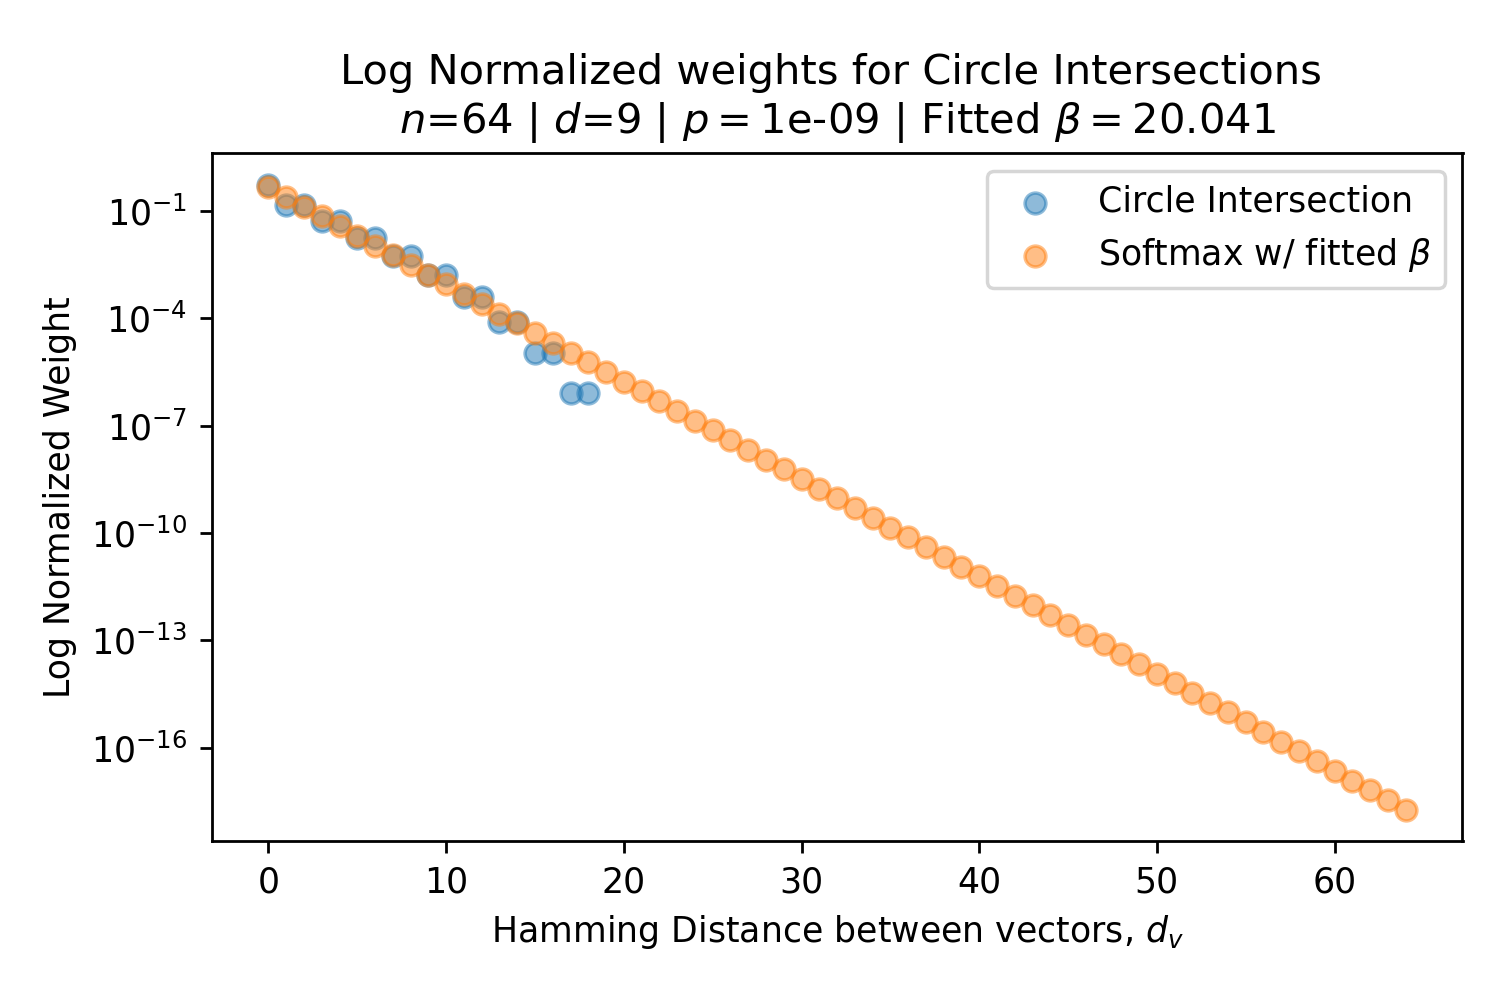 Log Normalized weights for Circle Intersections
n=64 | d=9 | p = 1e-09 | Fitted β = 20.041
Circle Intersection
Softmax w/ fitted β
Log Normalized Weight
10⁻¹
10⁻⁴
10⁻⁷
10⁻¹⁰
10⁻¹³
10⁻¹⁶
0 10 20 30 40 50 60
Hamming Distance between vectors, dᵥ